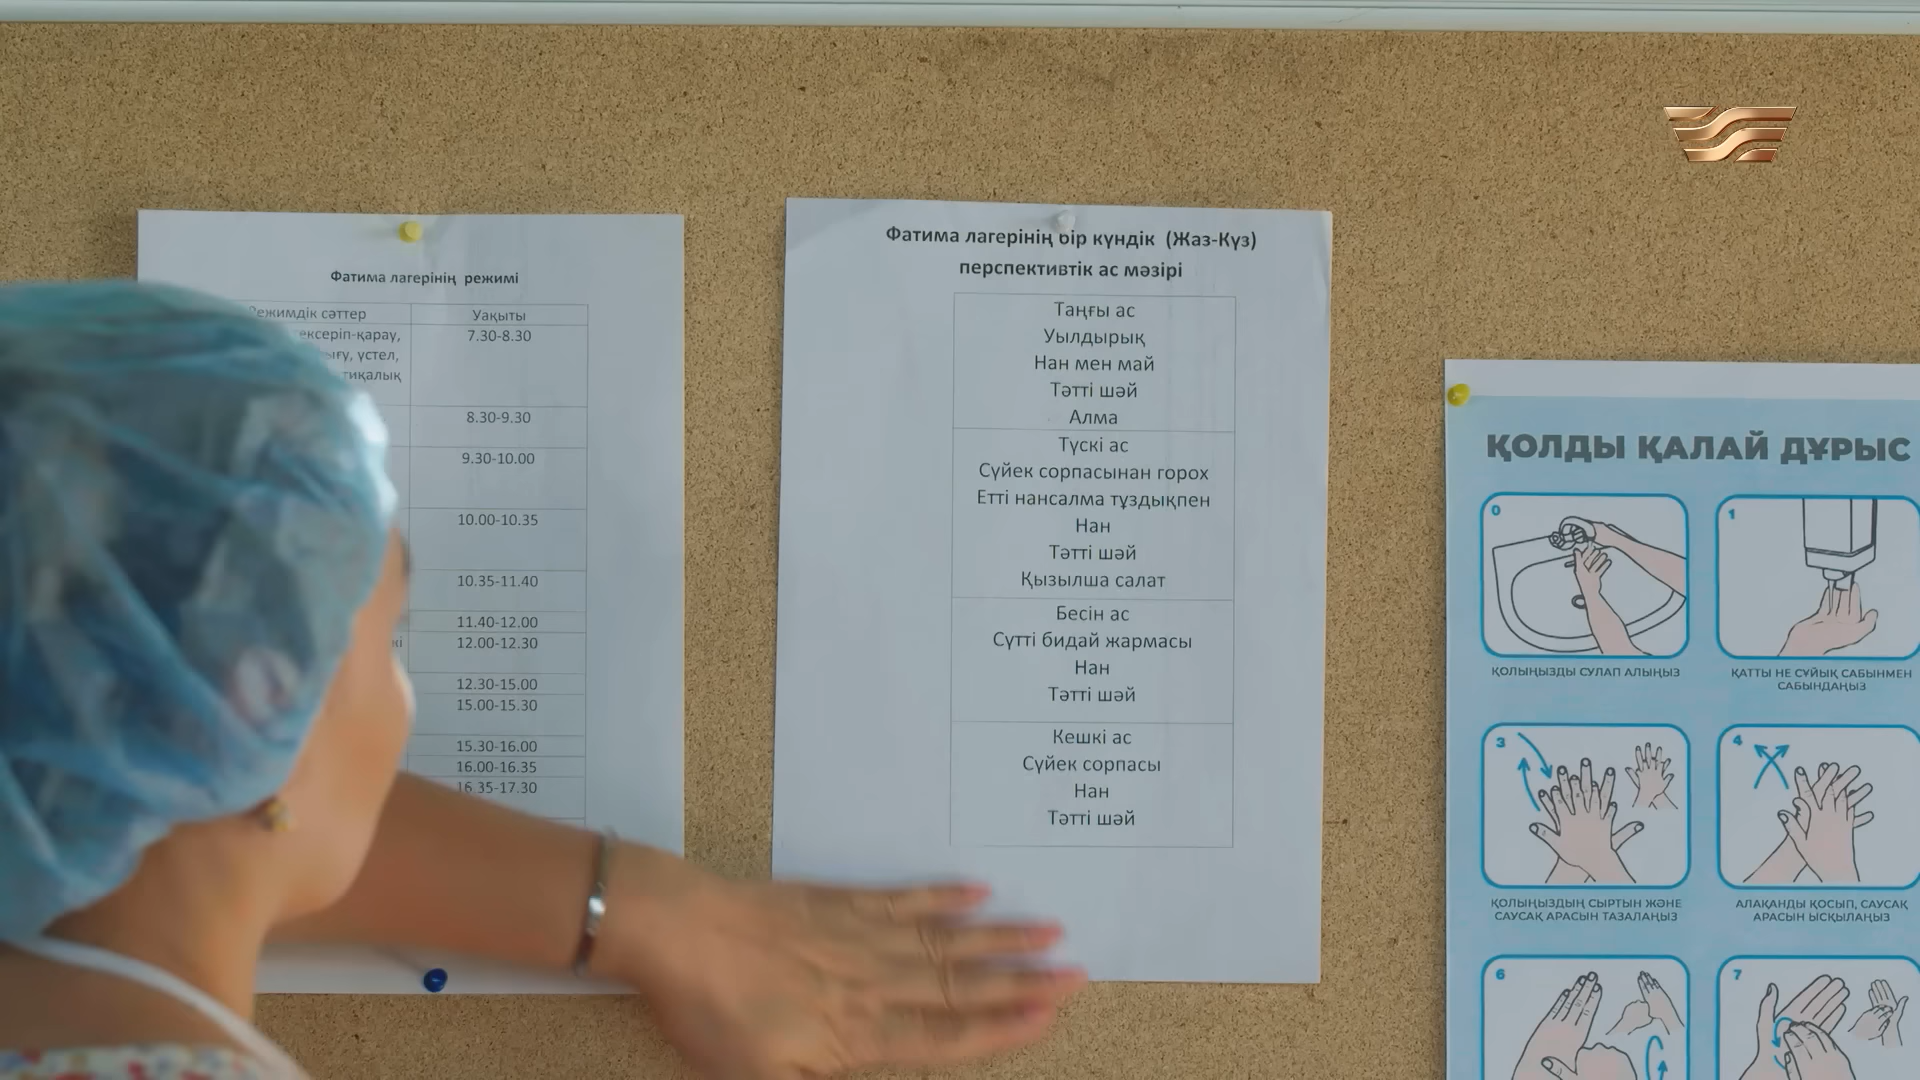 Фатима лагерінің режимі
Режимдік сәттер Уақыты
7.30-8.30
үстел,
8.30-9.30
9.30-10.00
10.00-10.35
10.35-11.40
11.40-12.00
12.00-12.30
12.30-15.00
15.00-15.30
15.30-16.00
16.00-16.35
16 35-17.30
Фатима лагерінің бір күндік (Жаз-Күз)
перспективтік ас мәзірі
Таңғы ас
Уылдырық
Нан мен май
Тәтті шәй
Алма
Түскі ас
Сүйек сорпасынан горох
Етті нансалма тұздықпен
Нан
Тәтті шәй
Қызылша салат
Бесін ас
Сүтті бидай жармасы
Нан
Тәтті шәй
Кешкі ас
Сүйек сорпасы
Нан
Тәтті шәй
ҚОЛДЫ ҚАЛАЙ ДҰРЫС
0
ҚОЛЫҢЫЗДЫ СУЛАП АЛЫҢЫЗ
1
ҚАТТЫ НЕ СҰЙЫҚ САБЫНМЕН
САБЫНДАҢЫЗ
3
ҚОЛЫҢЫЗДЫҢ СЫРТЫН ЖӘНЕ
САУСАҚ АРАСЫН ТАЗАЛАҢЫЗ
4
АЛАҚАНДЫ ҚОСЫП, САУСАҚ
АРАСЫН ЫСҚЫЛАҢЫЗ
6
7